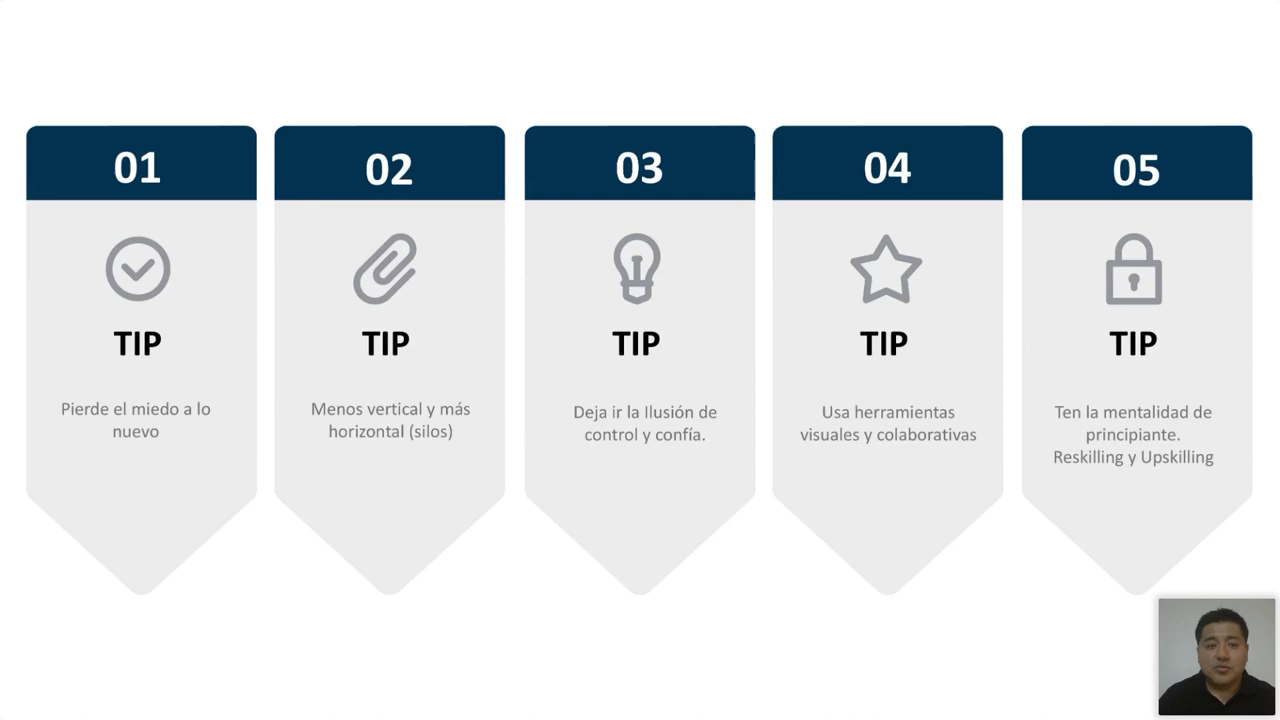 01
TIP
Pierde el miedo a lo
nuevo
02
TIP
Menos vertical y más
horizontal (silos)
03
TIP
Deja ir la Ilusión de
control y confía.
04
TIP
Usa herramientas
visuales y colaborativas
05
TIP
Ten la mentalidad de
principiante.
Reskilling y Upskilling